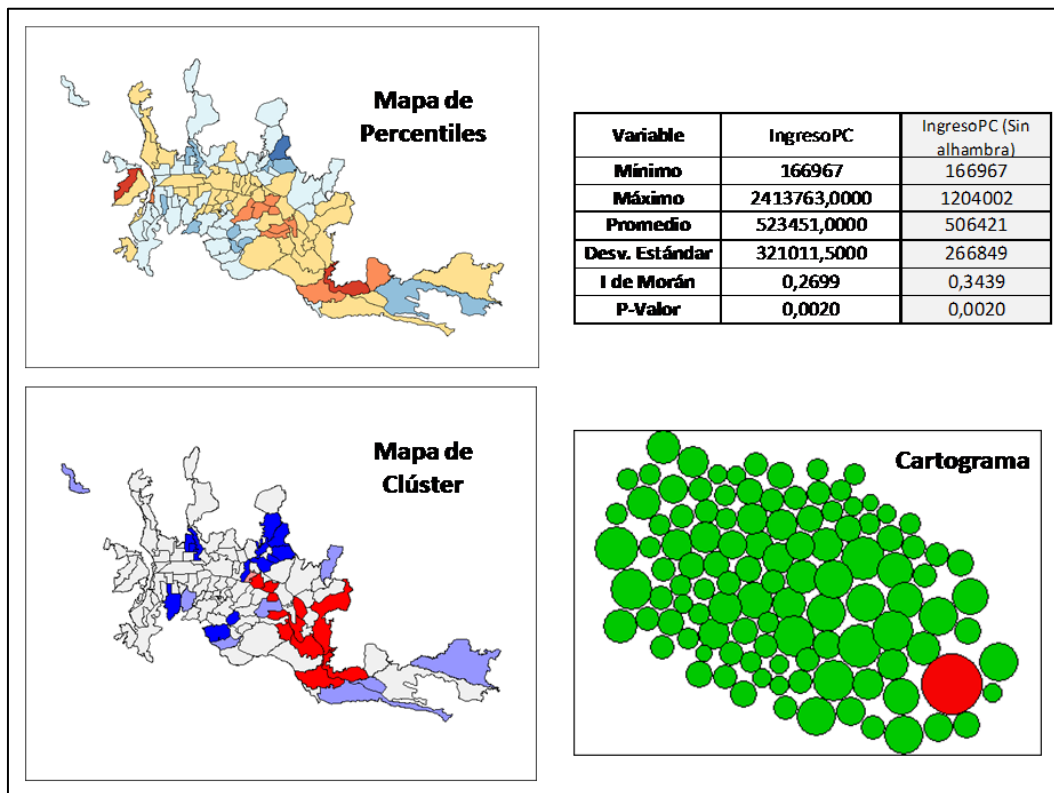 Mapa de
Percentiles
Variable IngresoPC IngresoPC (Sin
alhambra)
Mínimo 166967 166967
Máximo 2413763,0000 1204002
Promedio 523451,0000 506421
Desv. Estándar 321011,5000 266849
I de Morán 0,2699 0,3439
P-Valor 0,0020 0,0020
Mapa de
Clúster
Cartograma